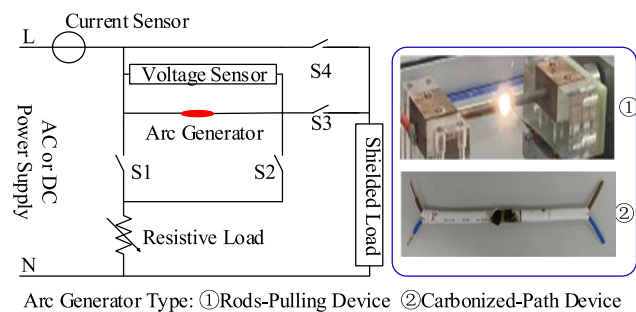 Current Sensor
L
S4
Voltage Sensor
S3
Arc Generator
①
AC or DC
Power Supply
S1
S2
Shielded Load
②
Resistive Load
N
Arc Generator Type: ①Rods-Pulling Device ②Carbonized-Path Device